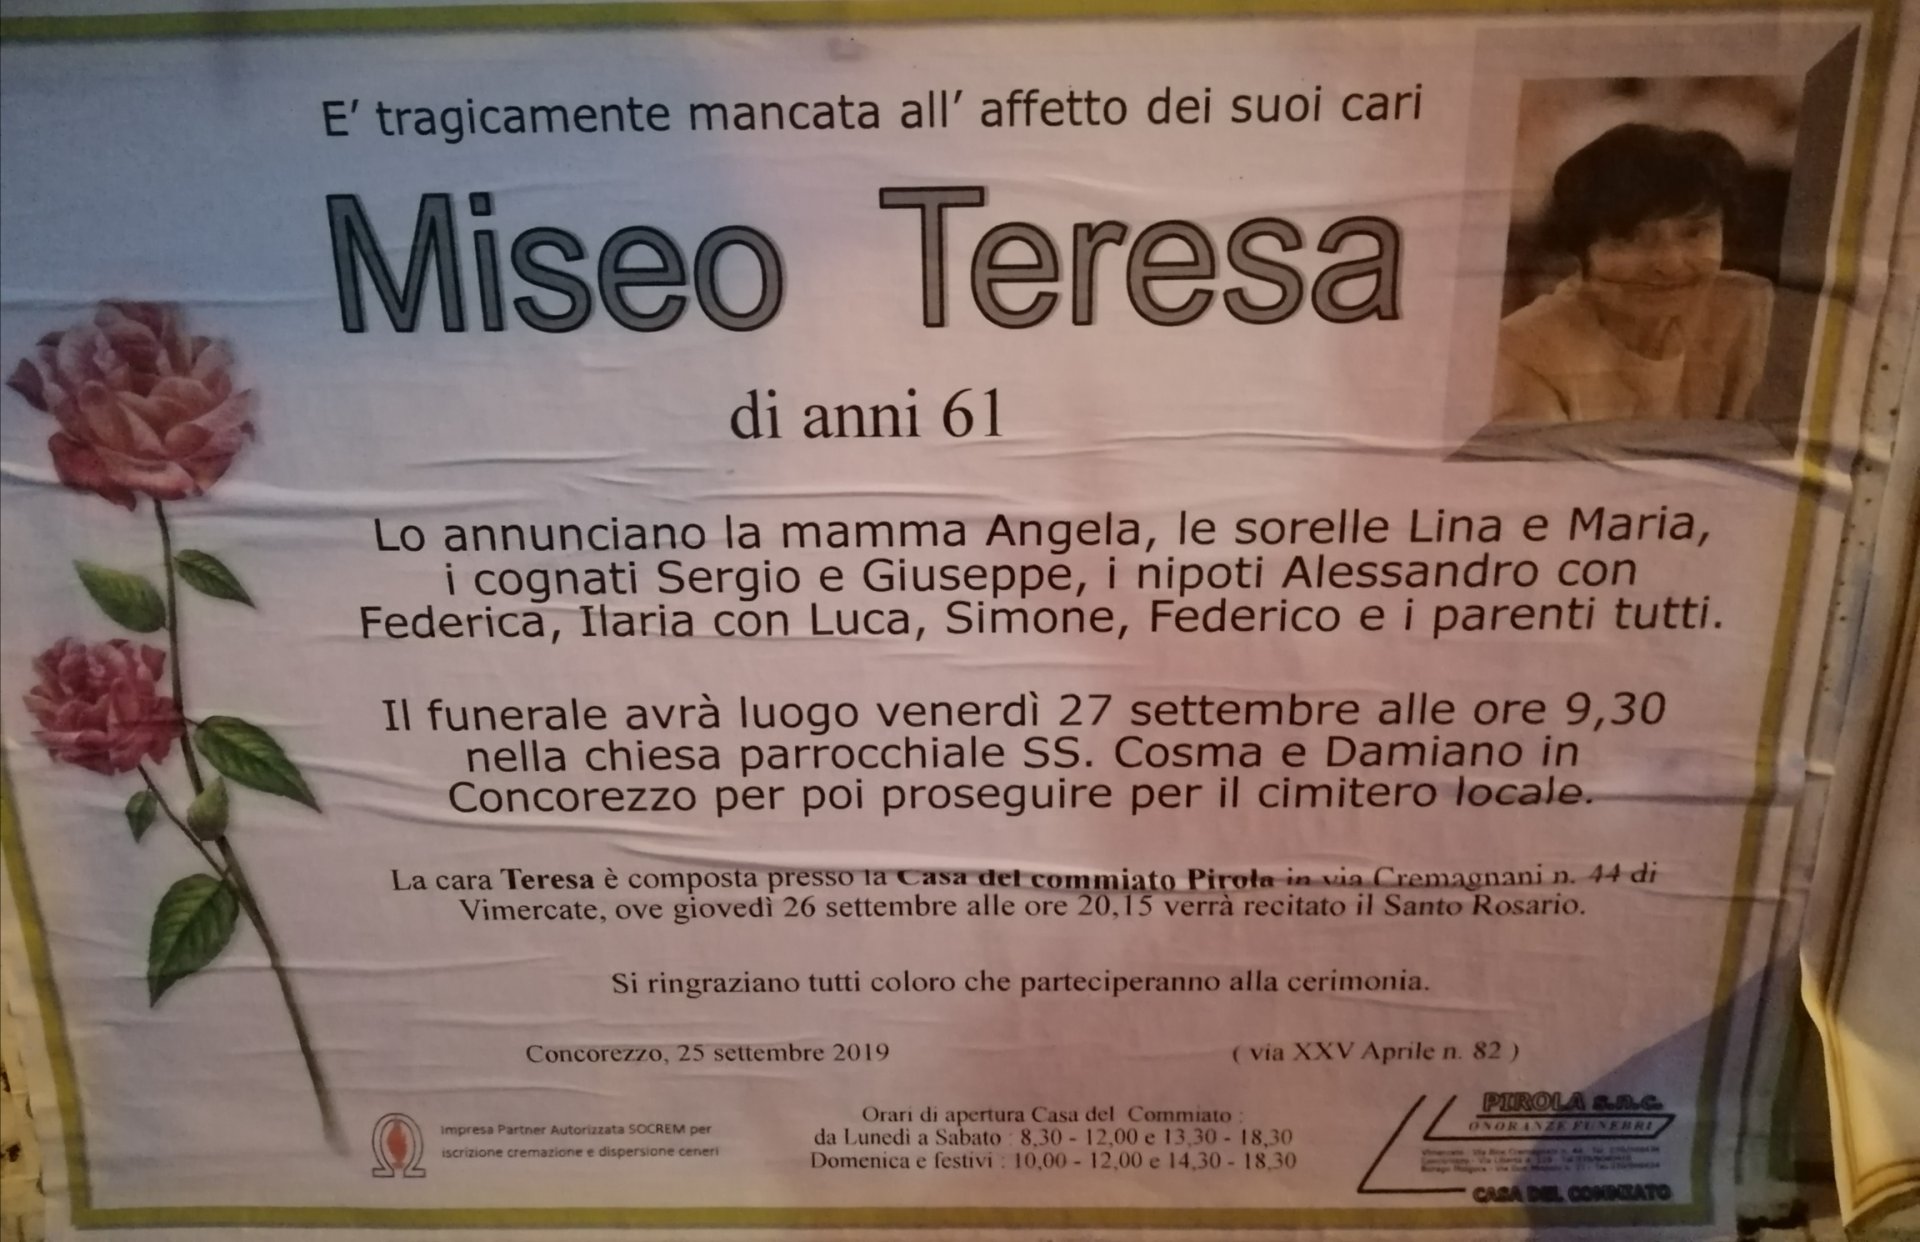 E' tragicamente mancata all' affetto dei suoi cari
Miseo Teresa
di anni 61
Lo annunciano la mamma Angela, le sorelle Lina e Maria,
i cognati Sergio e Giuseppe, i nipoti Alessandro con
Federica, Ilaria con Luca, Simone, Federico e i parenti tutti.
Il funerale avrà luogo venerdì 27 settembre alle ore 9,30
nella chiesa parrocchiale SS. Cosma e Damiano in
Concorezzo per poi proseguire per il cimitero locale.
La cara Teresa è composta presso la Casa del commiato Pirola in via Cremagnani n. 44 di
Vimercate, ove giovedì 26 settembre alle ore 20,15 verrà recitato il Santo Rosario.
Si ringraziano tutti coloro che parteciperanno alla cerimonia.
Concorezzo, 25 settembre 2019 ( via XXV Aprile n. 82 )
Impresa Partner Autorizzata SOCREM per
iscrizione cremazione e dispersione ceneri
Orari di apertura Casa del Commiato :
da Lunedì a Sabato : 8,30 - 12,00 e 13,30 - 18,30
Domenica e festivi : 10,00 - 12,00 e 14,30 - 18,30
PIROLA s.n.c.
ONORANZE FUNEBRI
CASA DEL COMMIATO